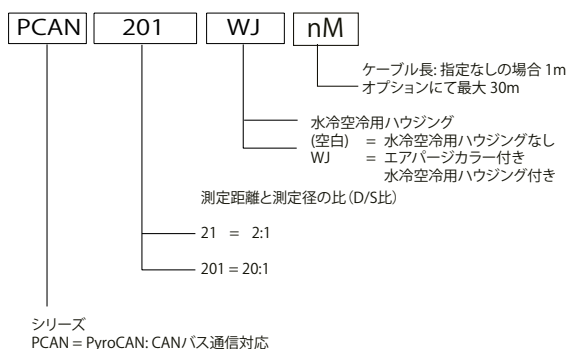 PCAN 201 WJ nM
ケーブル長: 指定なしの場合 1m
オプションにて最大 30m
水冷空冷用ハウジング
(空白) = 水冷空冷用ハウジングなし
WJ = エアパージカラー付き
水冷空冷用ハウジング付き
測定距離と測定径の比(D/S比)
21 = 2:1
201 = 20:1
シリーズ
PCAN = PyroCAN: CANバス通信対応